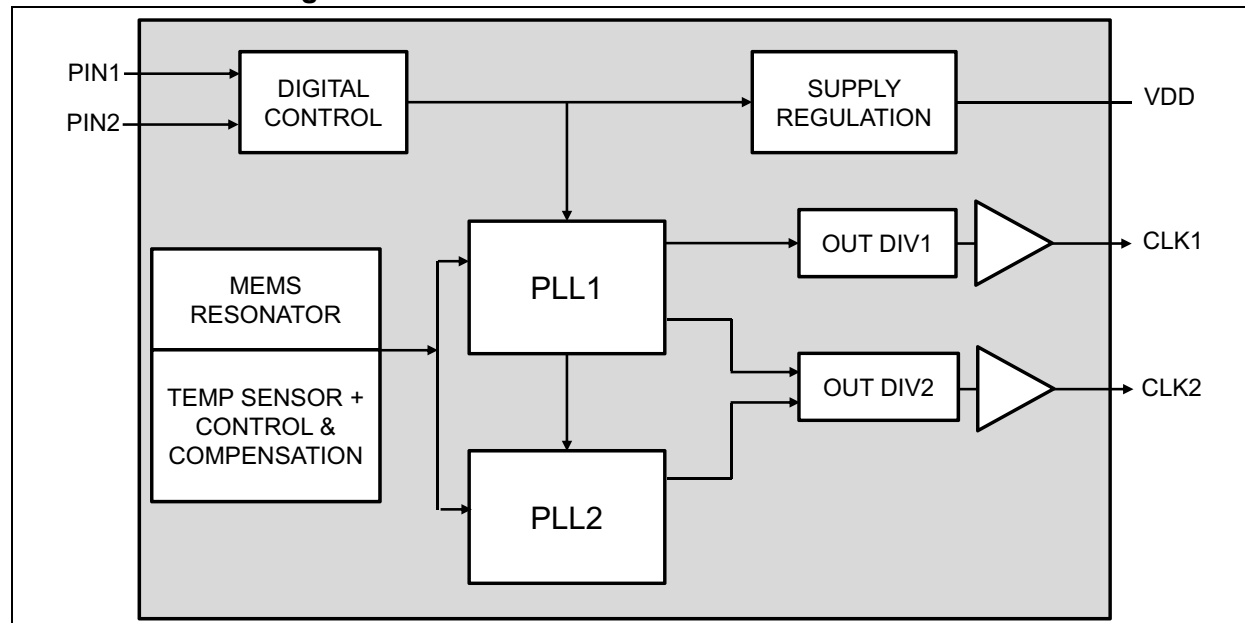 PIN1
PIN2
DIGITAL
CONTROL
SUPPLY
REGULATION
VDD
MEMS
RESONATOR
TEMP SENSOR +
CONTROL &
COMPENSATION
PLL1
PLL2
OUT DIV1
CLK1
OUT DIV2
CLK2